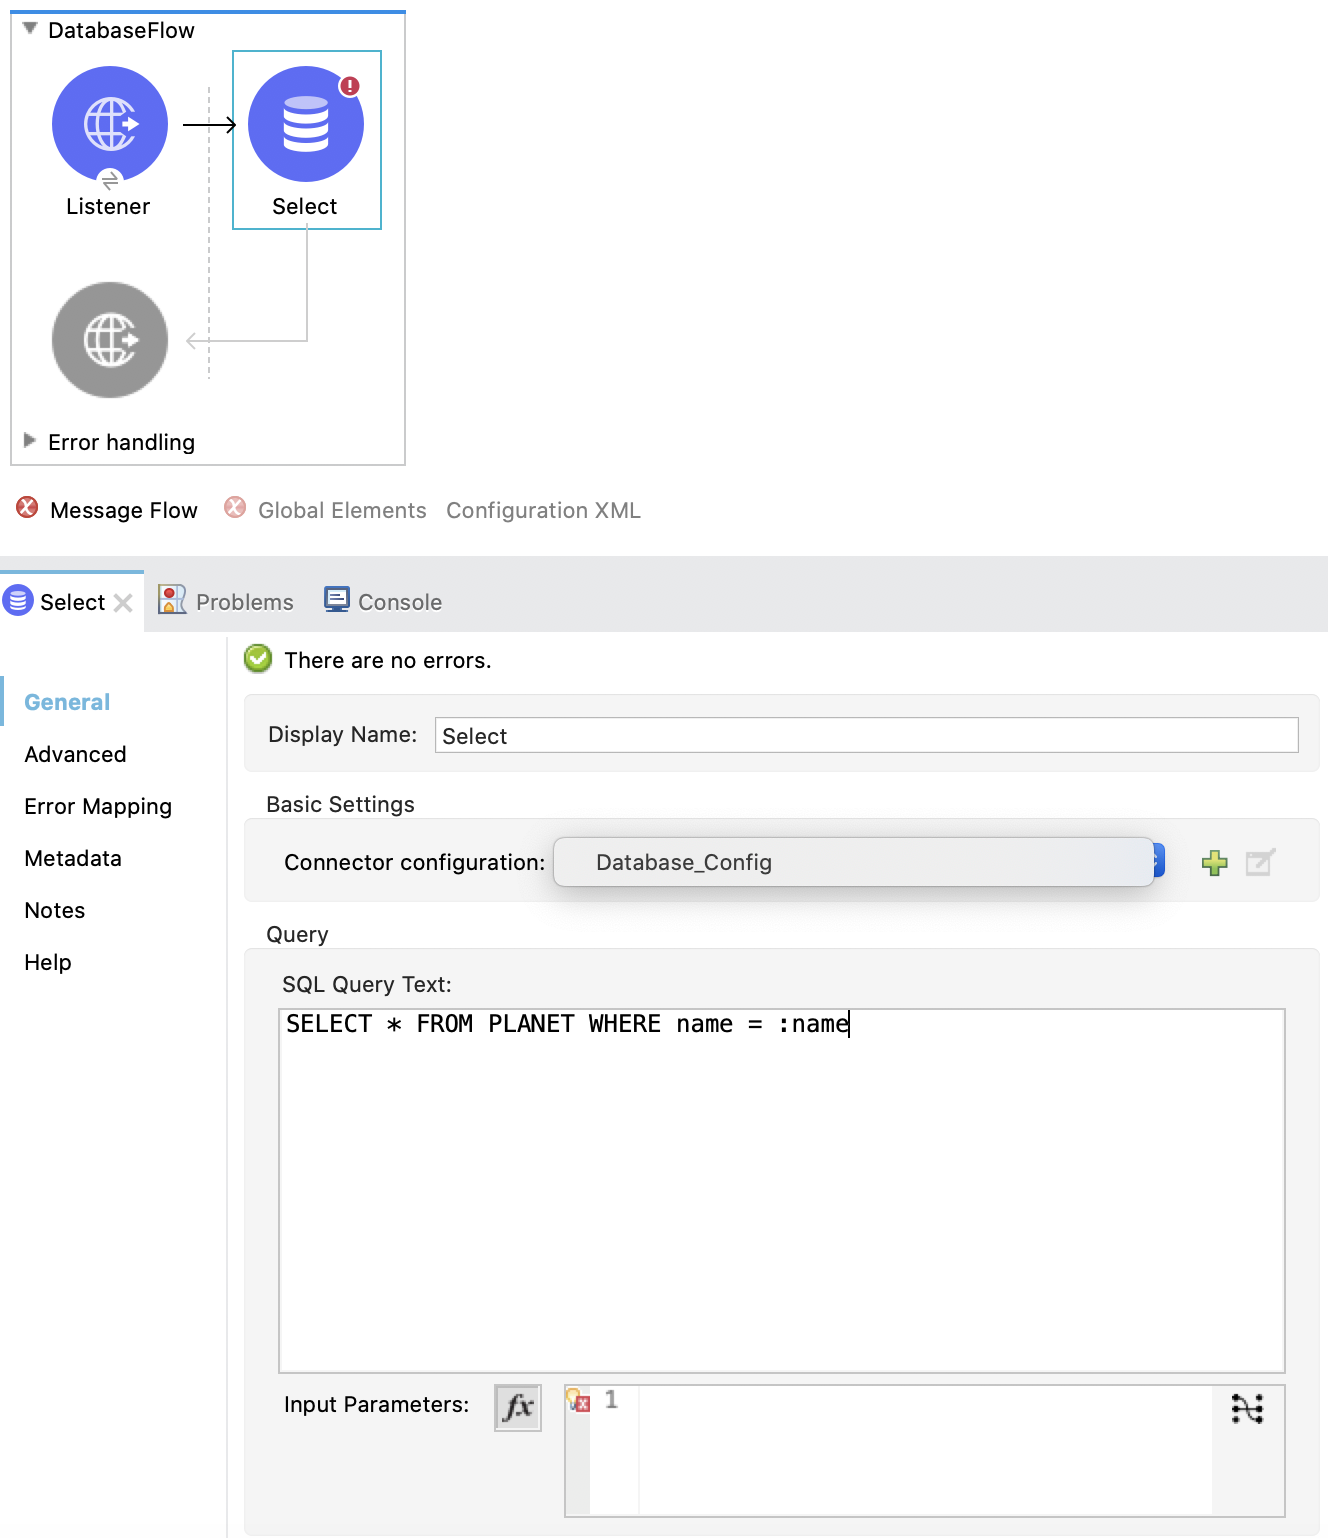 DatabaseFlow
Listener
Select
Error handling
Message Flow Global Elements Configuration XML
Select Problems Console
There are no errors.
General
Advanced
Error Mapping
Metadata
Notes
Help
Display Name: Select
Basic Settings
Connector configuration: Database_Config
Query
SQL Query Text:
SELECT * FROM PLANET WHERE name = :name
Input Parameters: fx 1